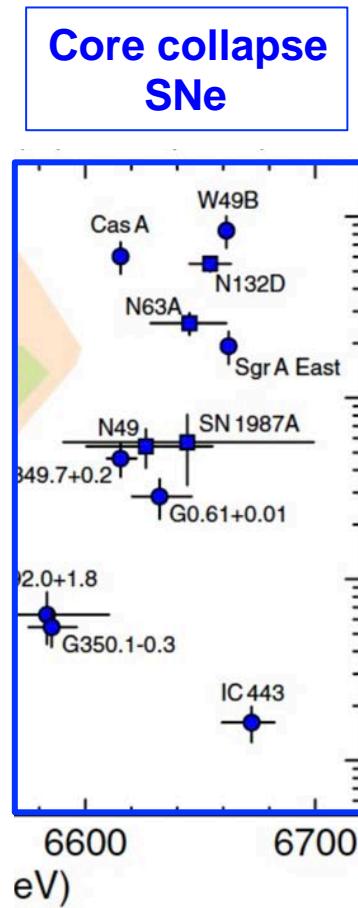 Core collapse
SNe
W49B
Cas A
N132D
N63A
Sgr A East
N49
SN 1987A
349.7+0.2
G0.61+0.01
92.0+1.8
G350.1-0.3
IC 443
6600 6700
eV)